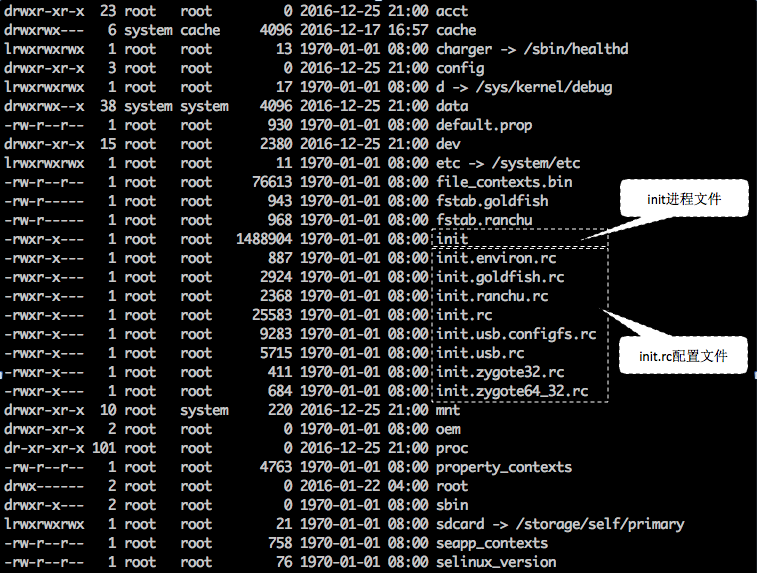 drwxr-xr-x  23 root   root         0 2016-12-25 21:00 acct
drwxrwx---   6 system cache     4096 2016-12-17 16:57 cache
lrwxrwxrwx   1 root   root        13 1970-01-01 08:00 charger -> /sbin/healthd
drwxr-xr-x   3 root   root         0 2016-12-25 21:00 config
lrwxrwxrwx   1 root   root        17 1970-01-01 08:00 d -> /sys/kernel/debug
drwxrwx--x  38 system system    4096 2016-12-25 21:00 data
-rw-r--r--   1 root   root       930 1970-01-01 08:00 default.prop
drwxr-xr-x  15 root   root      2380 2016-12-25 21:00 dev
lrwxrwxrwx   1 root   root        11 1970-01-01 08:00 etc -> /system/etc
-rw-r--r--   1 root   root     76613 1970-01-01 08:00 file_contexts.bin
-rw-r-----   1 root   root       943 1970-01-01 08:00 fstab.goldfish
-rw-r-----   1 root   root       968 1970-01-01 08:00 fstab.ranchu
-rwxr-x---   1 root   root   1488904 1970-01-01 08:00 init
-rwxr-x---   1 root   root       887 1970-01-01 08:00 init.environ.rc
-rwxr-x---   1 root   root      2924 1970-01-01 08:00 init.goldfish.rc
-rwxr-x---   1 root   root      2368 1970-01-01 08:00 init.ranchu.rc
-rwxr-x---   1 root   root     25583 1970-01-01 08:00 init.rc
-rwxr-x---   1 root   root      9283 1970-01-01 08:00 init.usb.configfs.rc
-rwxr-x---   1 root   root      5715 1970-01-01 08:00 init.usb.rc
-rwxr-x---   1 root   root       411 1970-01-01 08:00 init.zygote32.rc
-rwxr-x---   1 root   root       684 1970-01-01 08:00 init.zygote64_32.rc
drwxr-xr-x  10 root   system     220 2016-12-25 21:00 mnt
drwxr-xr-x   2 root   root         0 1970-01-01 08:00 oem
dr-xr-xr-x 101 root   root         0 2016-12-25 21:00 proc
-rw-r--r--   1 root   root      4763 1970-01-01 08:00 property_contexts
drwx------   2 root   root         0 2016-01-22 04:00 root
drwxr-x---   2 root   root         0 1970-01-01 08:00 sbin
lrwxrwxrwx   1 root   root        21 1970-01-01 08:00 sdcard -> /storage/self/primary
-rw-r--r--   1 root   root       758 1970-01-01 08:00 seapp_contexts
-rw-r--r--   1 root   root        76 1970-01-01 08:00 selinux_version
init进程文件
init.rc配置文件